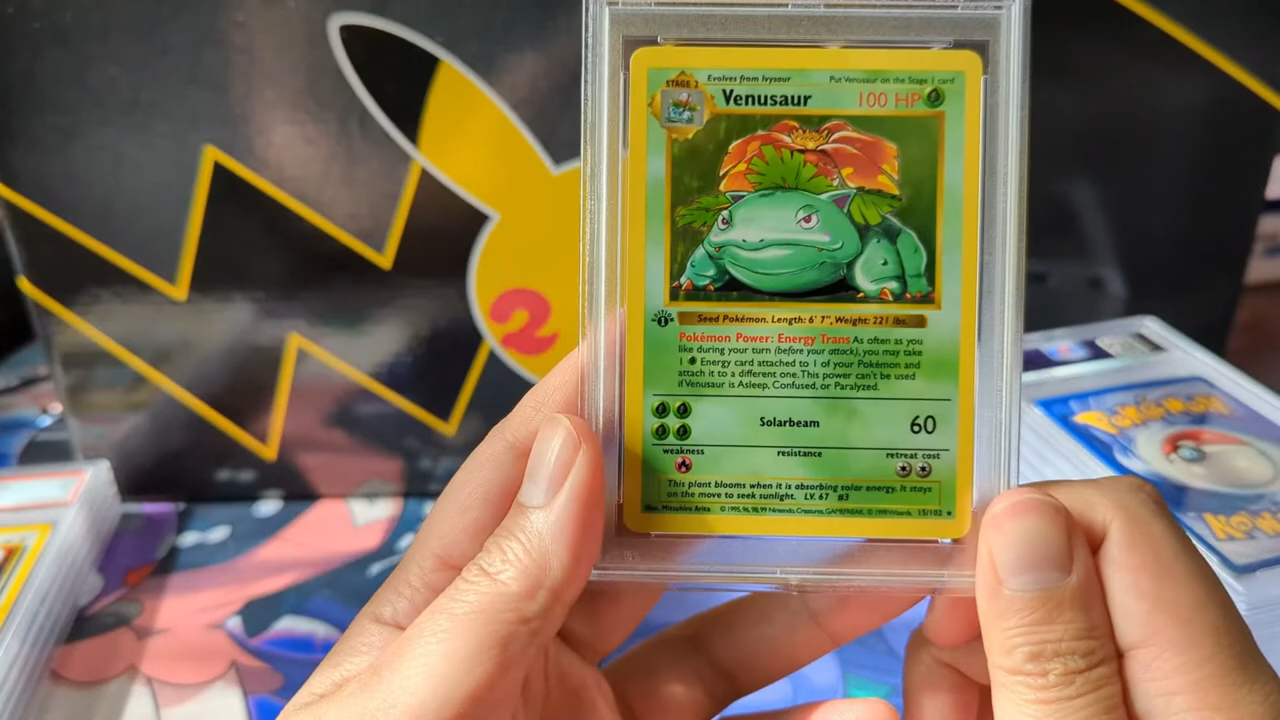 Evolves from Ivysaur
Put Venusaur on the Stage 1 card
STAGE 2
Venusaur
100 HP
EDITION
1
Seed Pokémon. Length: 6' 7", Weight: 221 lbs.
Pokémon Power: Energy Trans As often as you
like during your turn (before your attack), you may take
1 Energy card attached to 1 of your Pokémon and
attach it to a different one. This power can't be used
if Venusaur is Asleep, Confused, or Paralyzed.
Solarbeam
60
weakness
resistance
retreat cost
This plant blooms when it is absorbing solar energy. It stays
on the move to seek sunlight. LV. 67 #3
Illus. Mitsuhiro Arita
© 1995, 96, 98, 99 Nintendo, Creatures, GAMEFREAK. © 1999 Wizards.
15/102
2
POKéMON